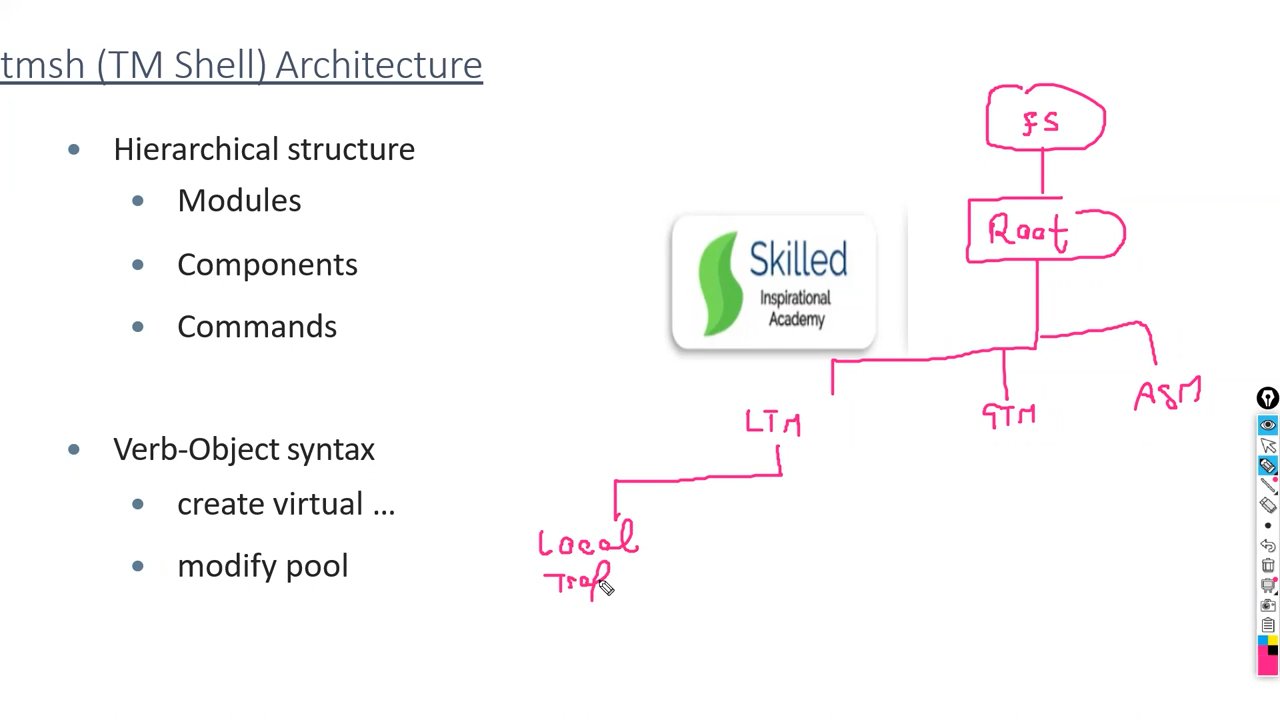 tmsh (TM Shell) Architecture
• Hierarchical structure
• Modules
• Components
• Commands
• Verb-Object syntax
• create virtual ...
• modify pool
Skilled
Inspirational
Academy
FS
Root
LTM
GTM
ASM
Local
Traf